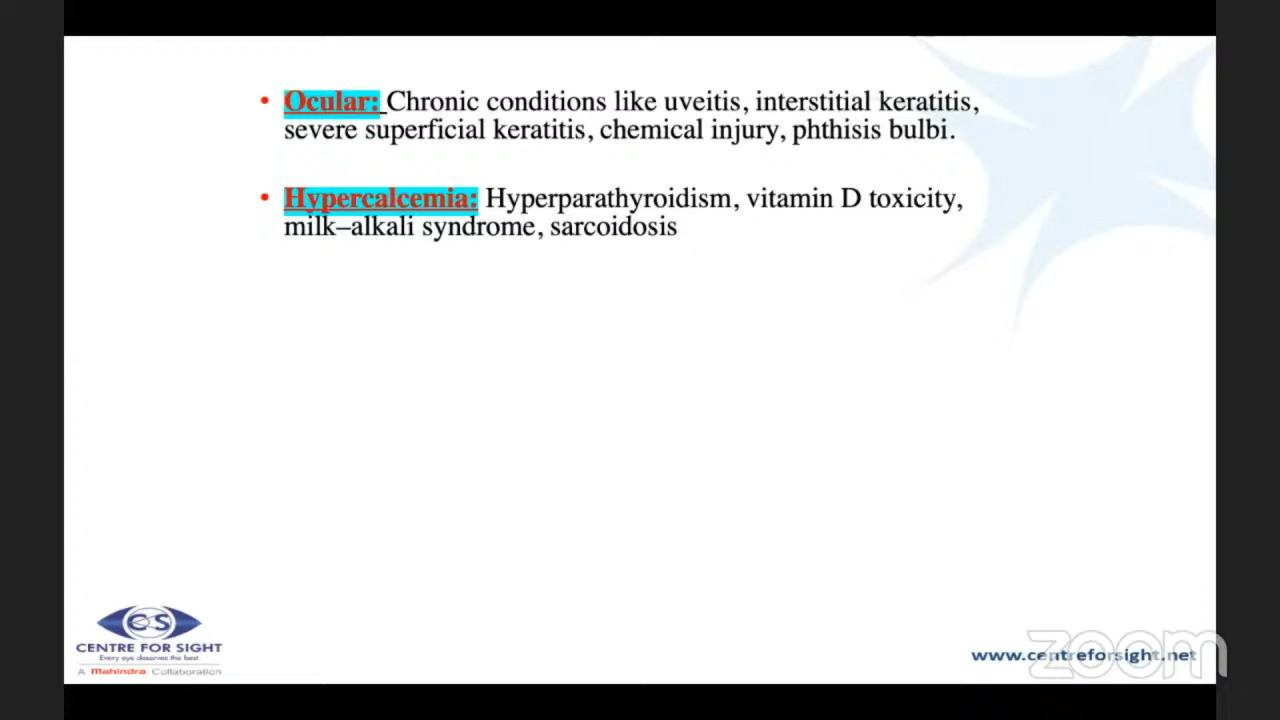 • Ocular: Chronic conditions like uveitis, interstitial keratitis,
severe superficial keratitis, chemical injury, phthisis bulbi.
• Hypercalcemia: Hyperparathyroidism, vitamin D toxicity,
milk–alkali syndrome, sarcoidosis
CFS
CENTRE FOR SIGHT
Every eye deserves the best
A Mahindra Collaboration
www.centreforsight.net
zoom